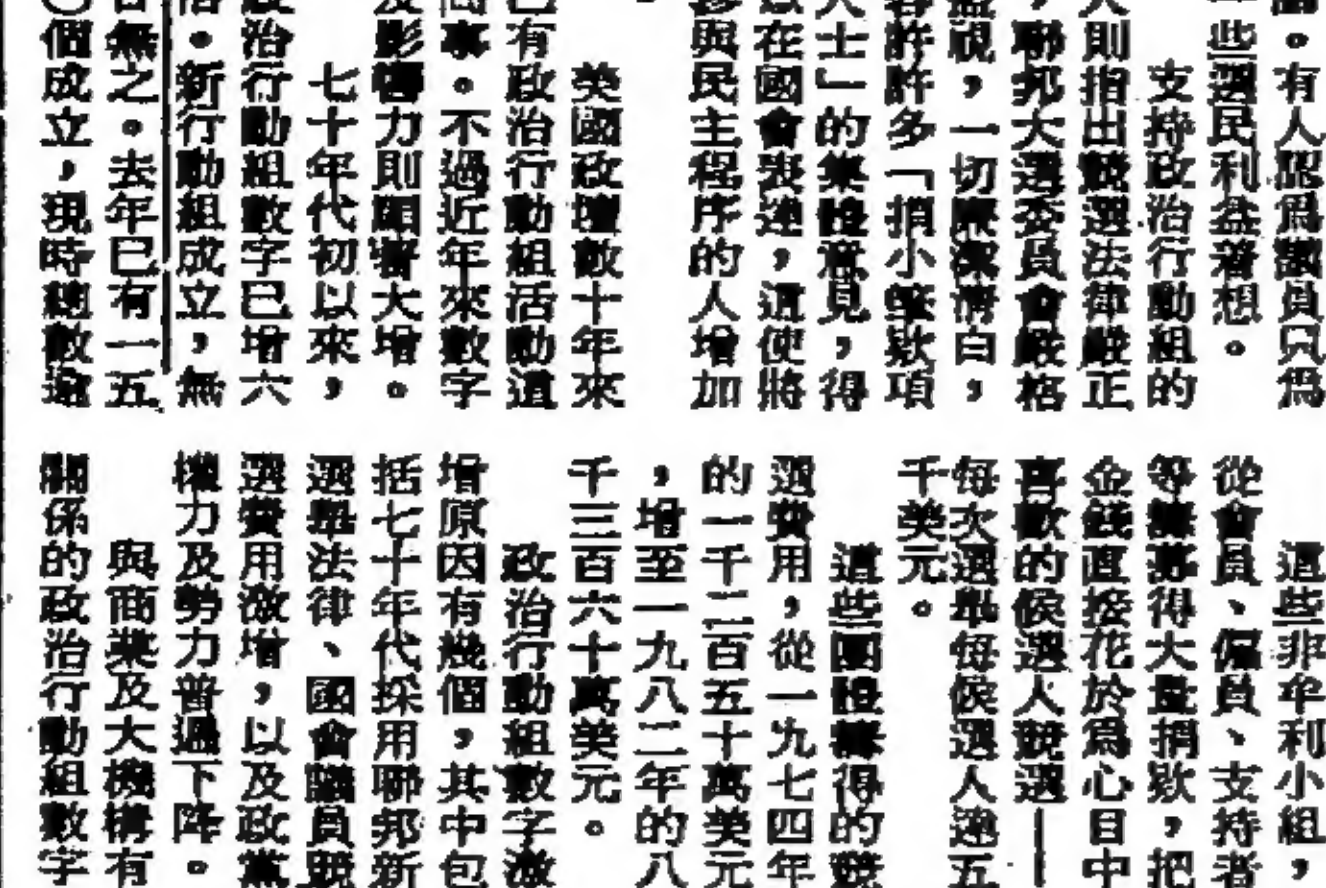 團。有人認爲議員只爲
些選民利益著想。
支持政治行動組的
人則指出競選法律嚴正
,聯邦大選委員會嚴格
監視,一切廉潔清白,
容許許多「捐小筆欵項
人士」的集體意見,得
以在國會表達,這使將
參與民主程序的人增加
。
美國政壇數十年來
已有政治行動組活動這
事。不過近年來數字
及影響力則顯著大增。
七十年代初以來,
政治行動組數字已增六
倍。新行動組成立,無
日無之。去年已有一五
〇個成立,現時總數逾
這些非牟利小組,
從會員、僱員、支持者
等籌募得大量捐欵,把
金錢直接花於爲心目中
喜歡的候選人競選——
每次選舉每候選人達五
千美元。
這些團體籌得的競
選費用,從一九七四年
的一千二百五十萬美元
,增至一九八二年的八
千三百六十萬美元。
政治行動組數字激
增原因有幾個,其中包
括七十年代採用聯邦新
選舉法律、國會議員競
選費用激增,以及政黨
權力及勢力普遍下降。
與商業及大機構有
關係的政治行動組數字